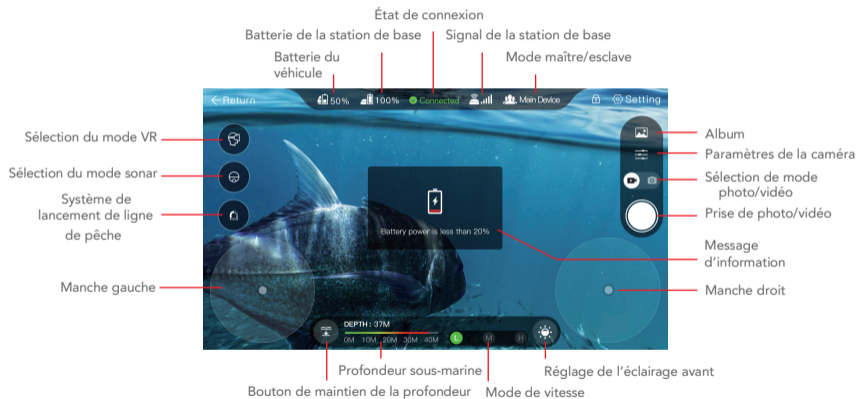 État de connexion
Batterie de la station de base
Signal de la station de base
Batterie du
véhicule
Mode maître/esclave
Return
50%
100%
Connected
Main Device
Setting
Sélection du mode VR
Sélection du mode sonar
Système de
lancement de ligne
de pêche
Manche gauche
Album
Paramètres de la caméra
Sélection de mode
photo/vidéo
Prise de photo/vidéo
Message
d'information
Manche droit
Battery power is less than 20%
DEPTH : 37M
0M 10M 20M 30M 40M
L M H
Profondeur sous-marine
Réglage de l'éclairage avant
Bouton de maintien de la profondeur
Mode de vitesse